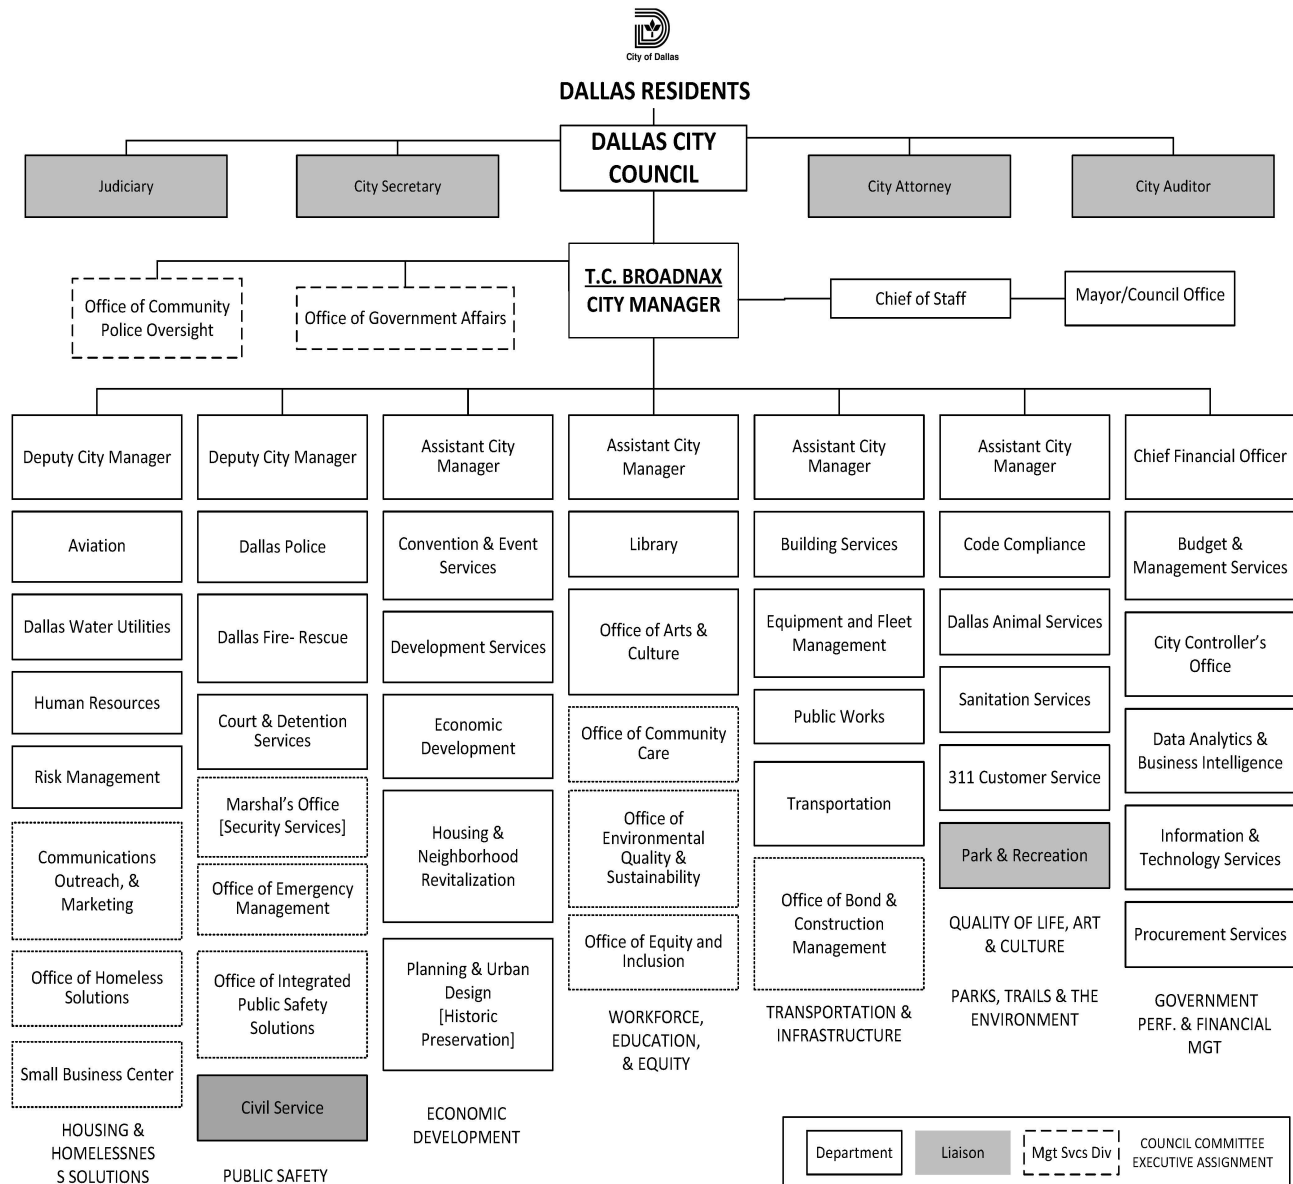 City of Dallas
DALLAS RESIDENTS
DALLAS CITY
COUNCIL
Judiciary
City Secretary
City Attorney
City Auditor
T.C. BROADNAX
CITY MANAGER
Office of Community
Police Oversight
Office of Government Affairs
Chief of Staff
Mayor/Council Office
Deputy City Manager
Aviation
Dallas Water Utilities
Human Resources
Risk Management
Communications
Outreach, &
Marketing
Office of Homeless
Solutions
Small Business Center
HOUSING &
HOMELESSNES
S SOLUTIONS
Deputy City Manager
Dallas Police
Dallas Fire- Rescue
Court & Detention
Services
Marshal's Office
[Security Services]
Office of Emergency
Management
Office of Integrated
Public Safety
Solutions
Civil Service
PUBLIC SAFETY
Assistant City
Manager
Convention & Event
Services
Development Services
Economic
Development
Housing &
Neighborhood
Revitalization
Planning & Urban
Design
[Historic
Preservation]
ECONOMIC
DEVELOPMENT
Assistant City
Manager
Library
Office of Arts &
Culture
Office of Community
Care
Office of
Environmental
Quality &
Sustainability
Office of Equity and
Inclusion
WORKFORCE,
EDUCATION,
& EQUITY
Assistant City
Manager
Building Services
Equipment and Fleet
Management
Public Works
Transportation
Office of Bond &
Construction
Management
TRANSPORTATION &
INFRASTRUCTURE
Assistant City
Manager
Code Compliance
Dallas Animal Services
Sanitation Services
311 Customer Service
Park & Recreation
QUALITY OF LIFE, ART
& CULTURE
PARKS, TRAILS & THE
ENVIRONMENT
Chief Financial Officer
Budget &
Management Services
City Controller's
Office
Data Analytics &
Business Intelligence
Information &
Technology Services
Procurement Services
GOVERNMENT
PERF. & FINANCIAL
MGT
Department
Liaison
Mgt Svcs Div
COUNCIL COMMITTEE
EXECUTIVE ASSIGNMENT